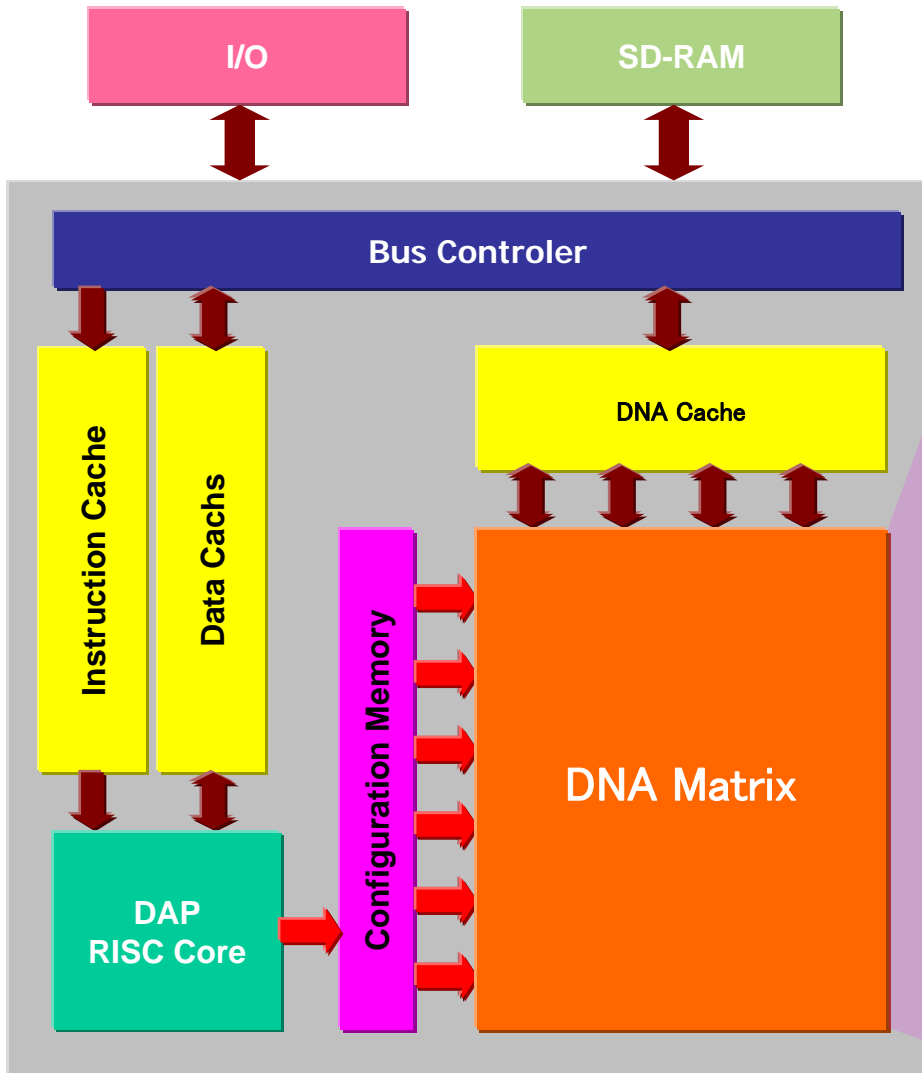 I/O
SD-RAM
Bus Controler
Instruction Cache
Data Cachs
DNA Cache
Configuration Memory
DNA Matrix
DAP
RISC Core